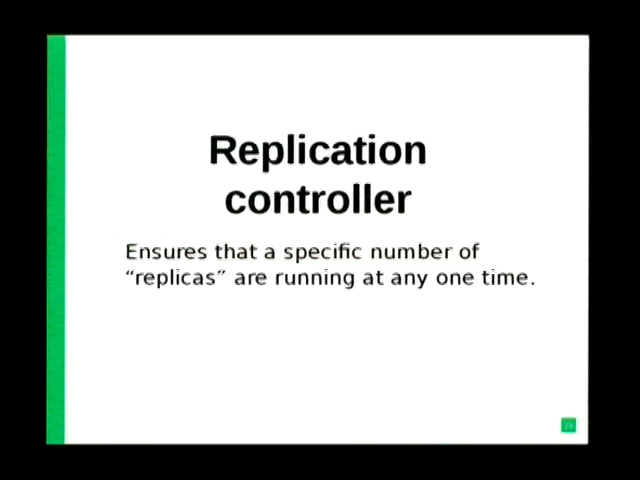 Replication
controller
Ensures that a specific number of
“replicas” are running at any one time.